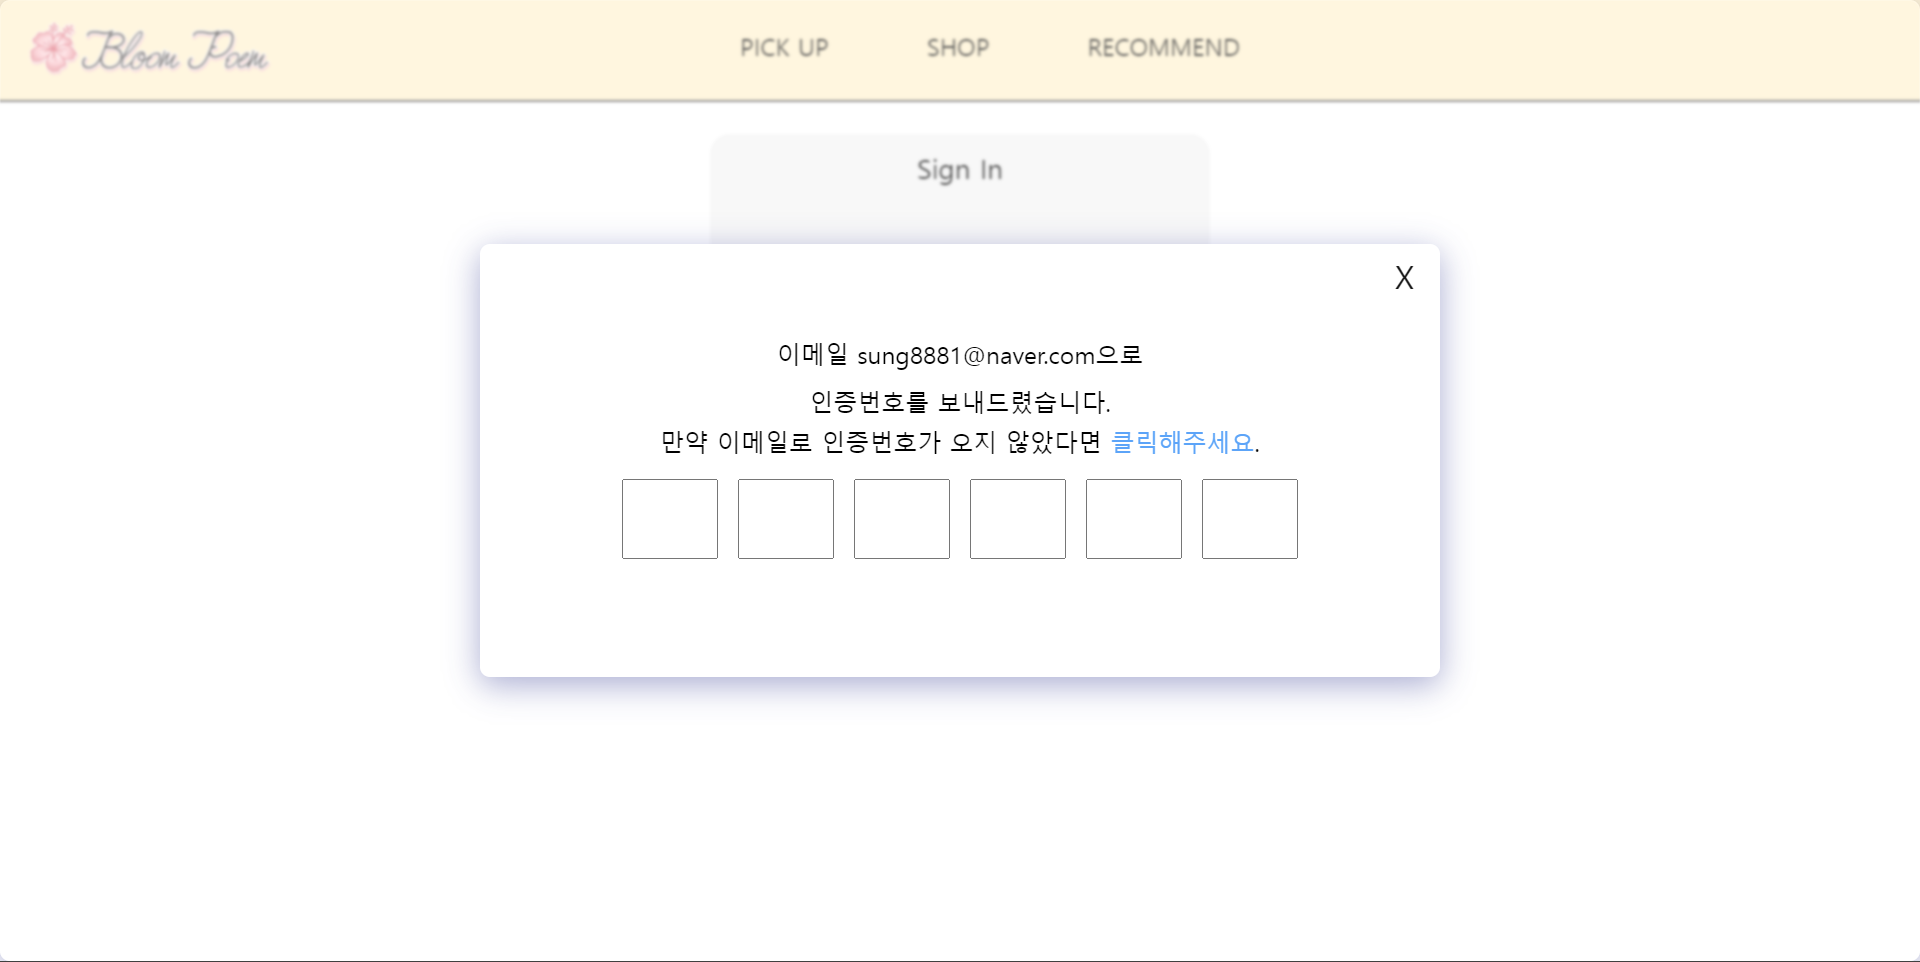 Bloom Poem
PICK UP
SHOP
RECOMMEND
Sign In
X
이메일 sung8881@naver.com으로
인증번호를 보내드렸습니다.
만약 이메일로 인증번호가 오지 않았다면 클릭해주세요.